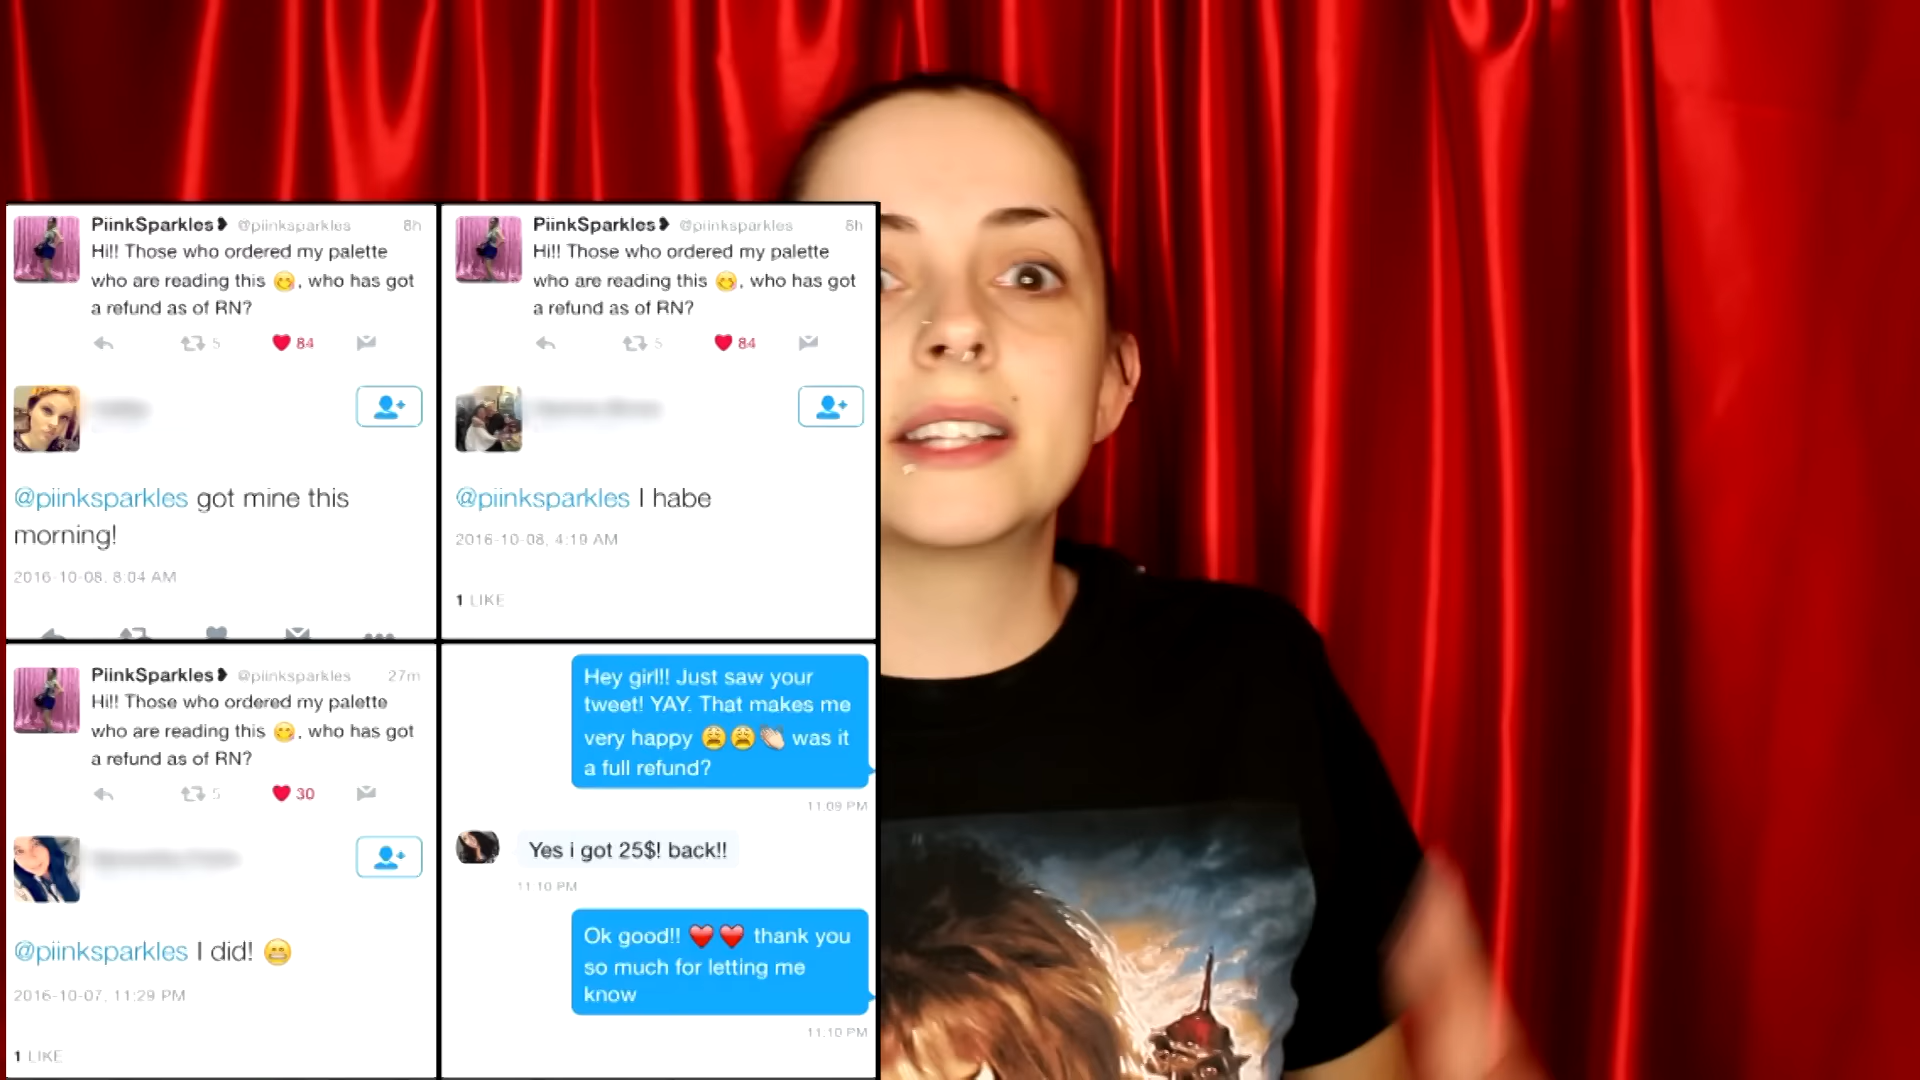 PiinkSparkles❥ @piinksparkles 8h
Hi!! Those who ordered my palette
who are reading this 😋, who has got
a refund as of RN?
5 84
@piinksparkles got mine this
morning!
2016-10-08, 8:04 AM
PiinkSparkles❥ @piinksparkles 8h
Hi!! Those who ordered my palette
who are reading this 😋, who has got
a refund as of RN?
5 84
@piinksparkles I habe
2016-10-08, 4:19 AM
1 LIKE
PiinkSparkles❥ @piinksparkles 27m
Hi!! Those who ordered my palette
who are reading this 😋, who has got
a refund as of RN?
5 30
@piinksparkles I did! 😁
2016-10-07, 11:29 PM
1 LIKE
Hey girl!! Just saw your
tweet! YAY. That makes me
very happy 😩😩👏🏻 was it
a full refund?
11:09 PM
Yes i got 25$! back!!
11:10 PM
Ok good!! ❤️❤️ thank you
so much for letting me
know
11:10 PM